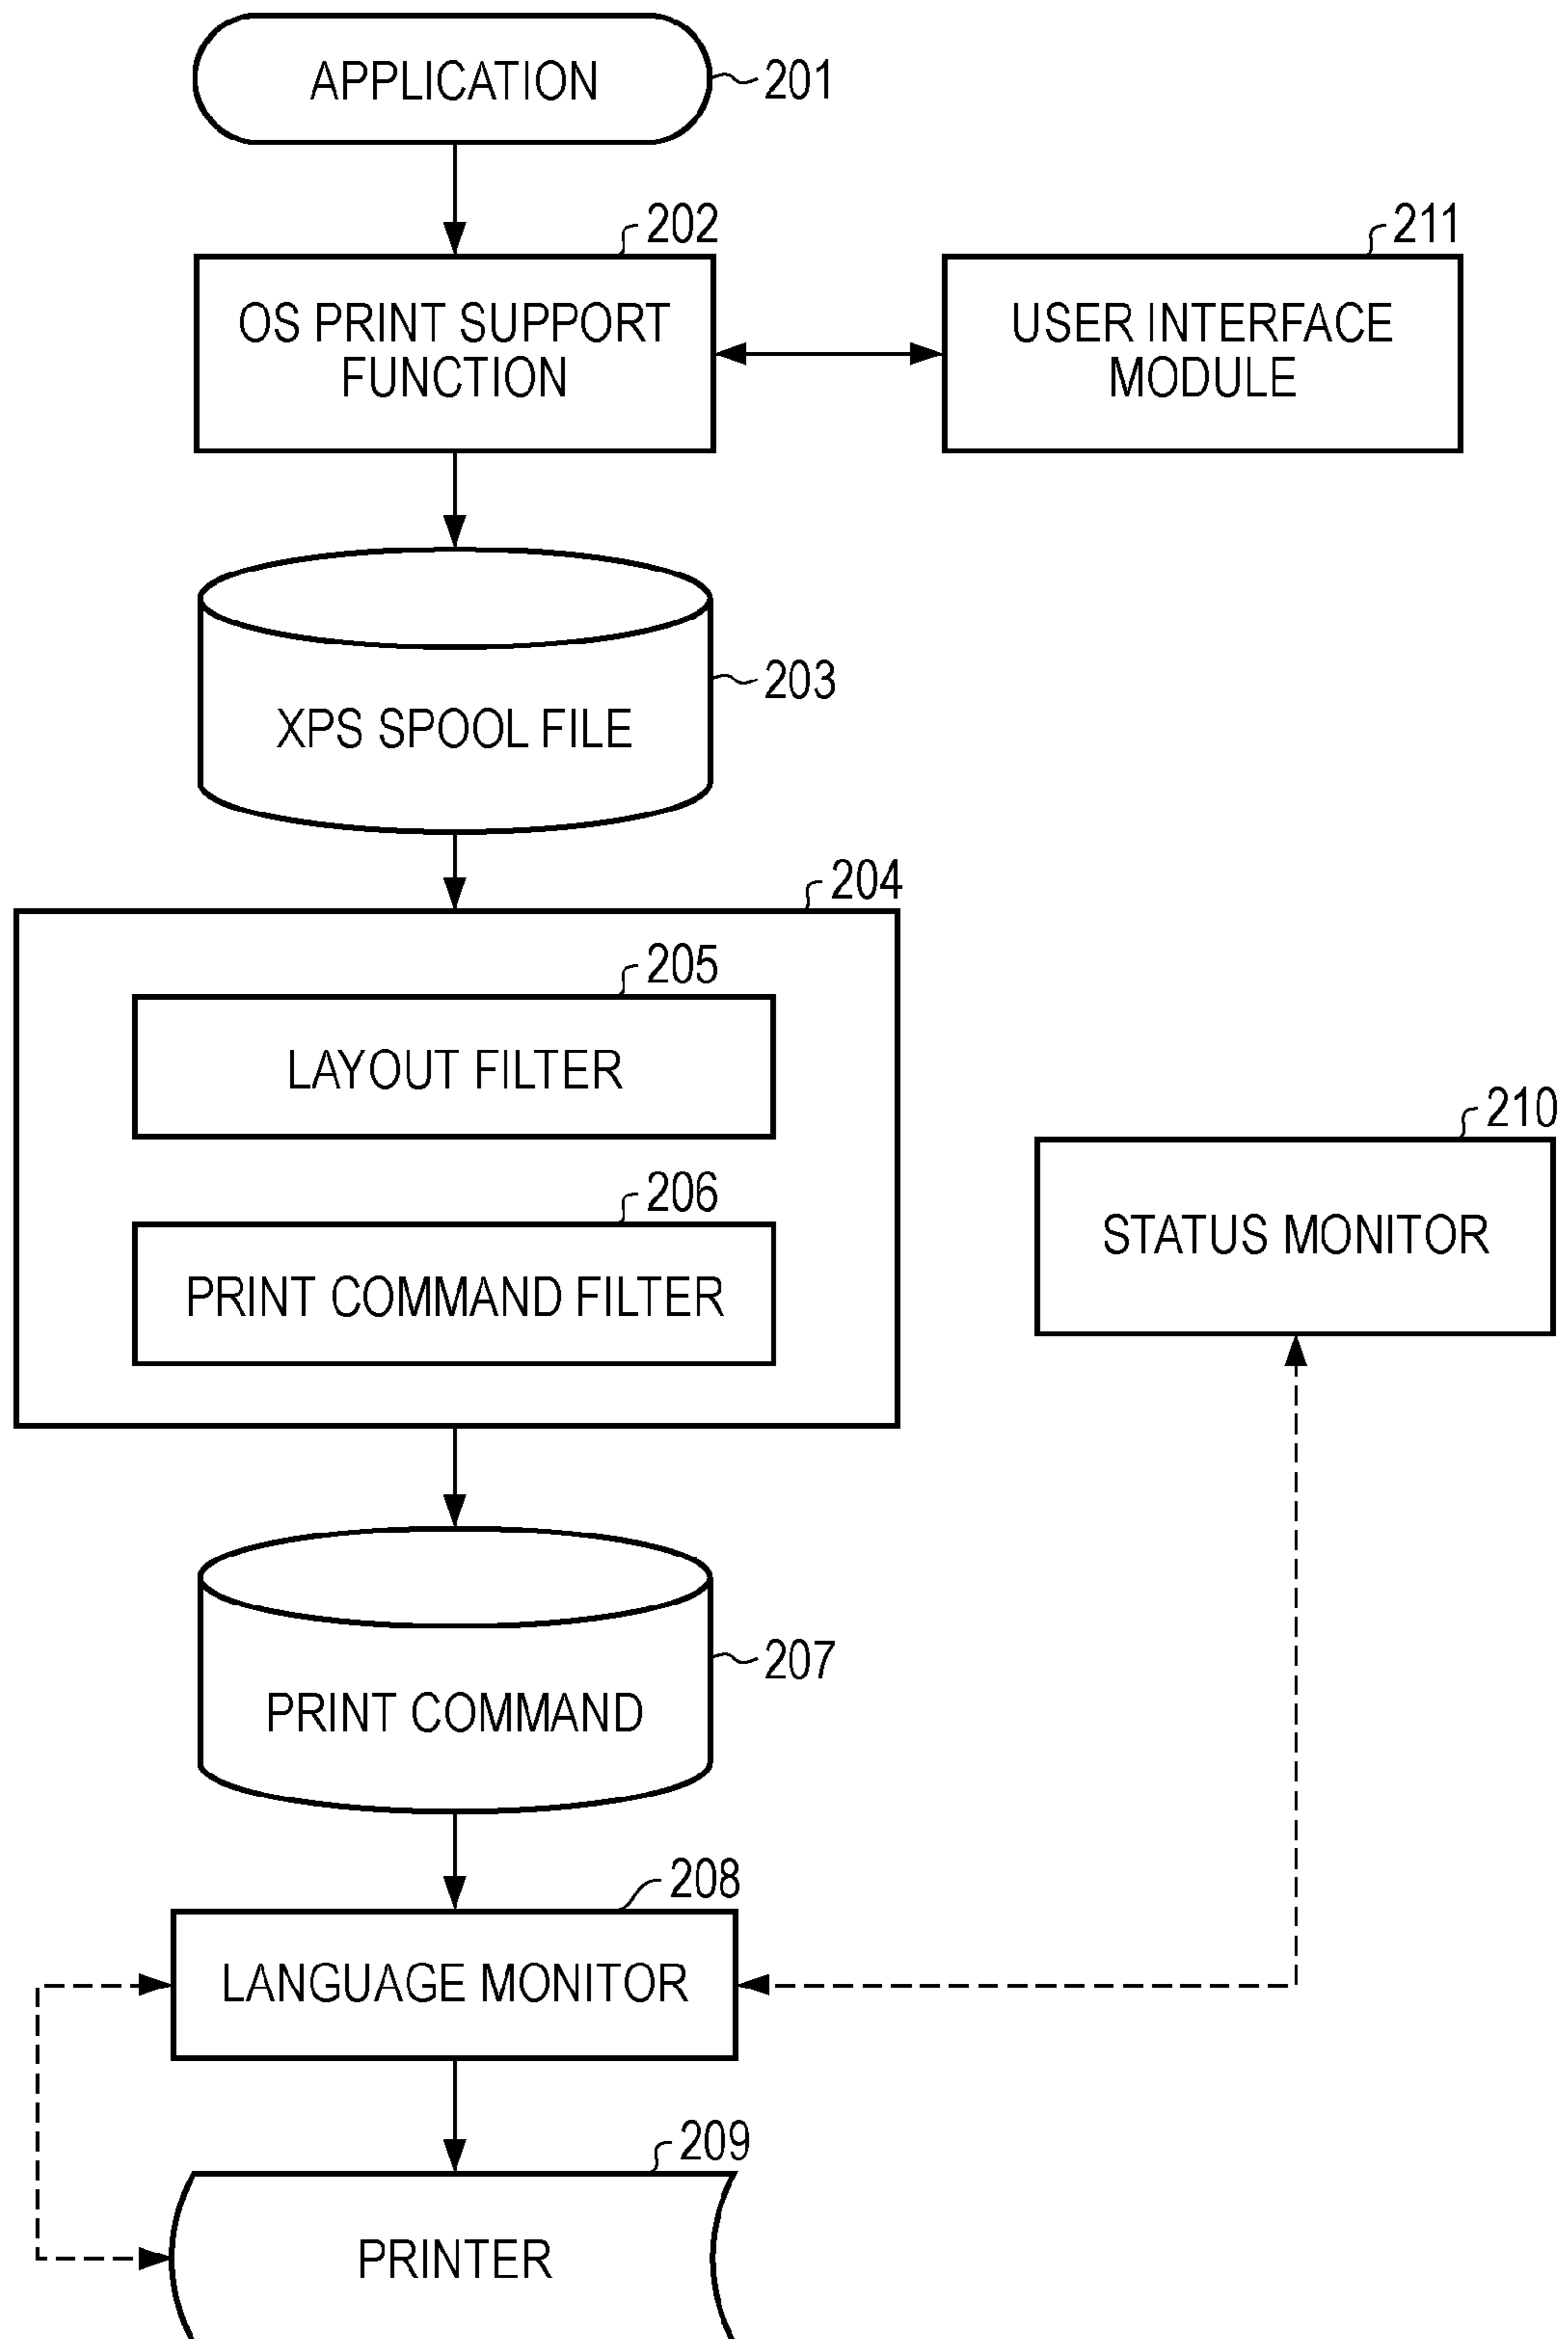 APPLICATION
201
202
OS PRINT SUPPORT
FUNCTION
211
USER INTERFACE
MODULE
203
XPS SPOOL FILE
204
205
LAYOUT FILTER
206
PRINT COMMAND FILTER
210
STATUS MONITOR
207
PRINT COMMAND
208
LANGUAGE MONITOR
209
PRINTER